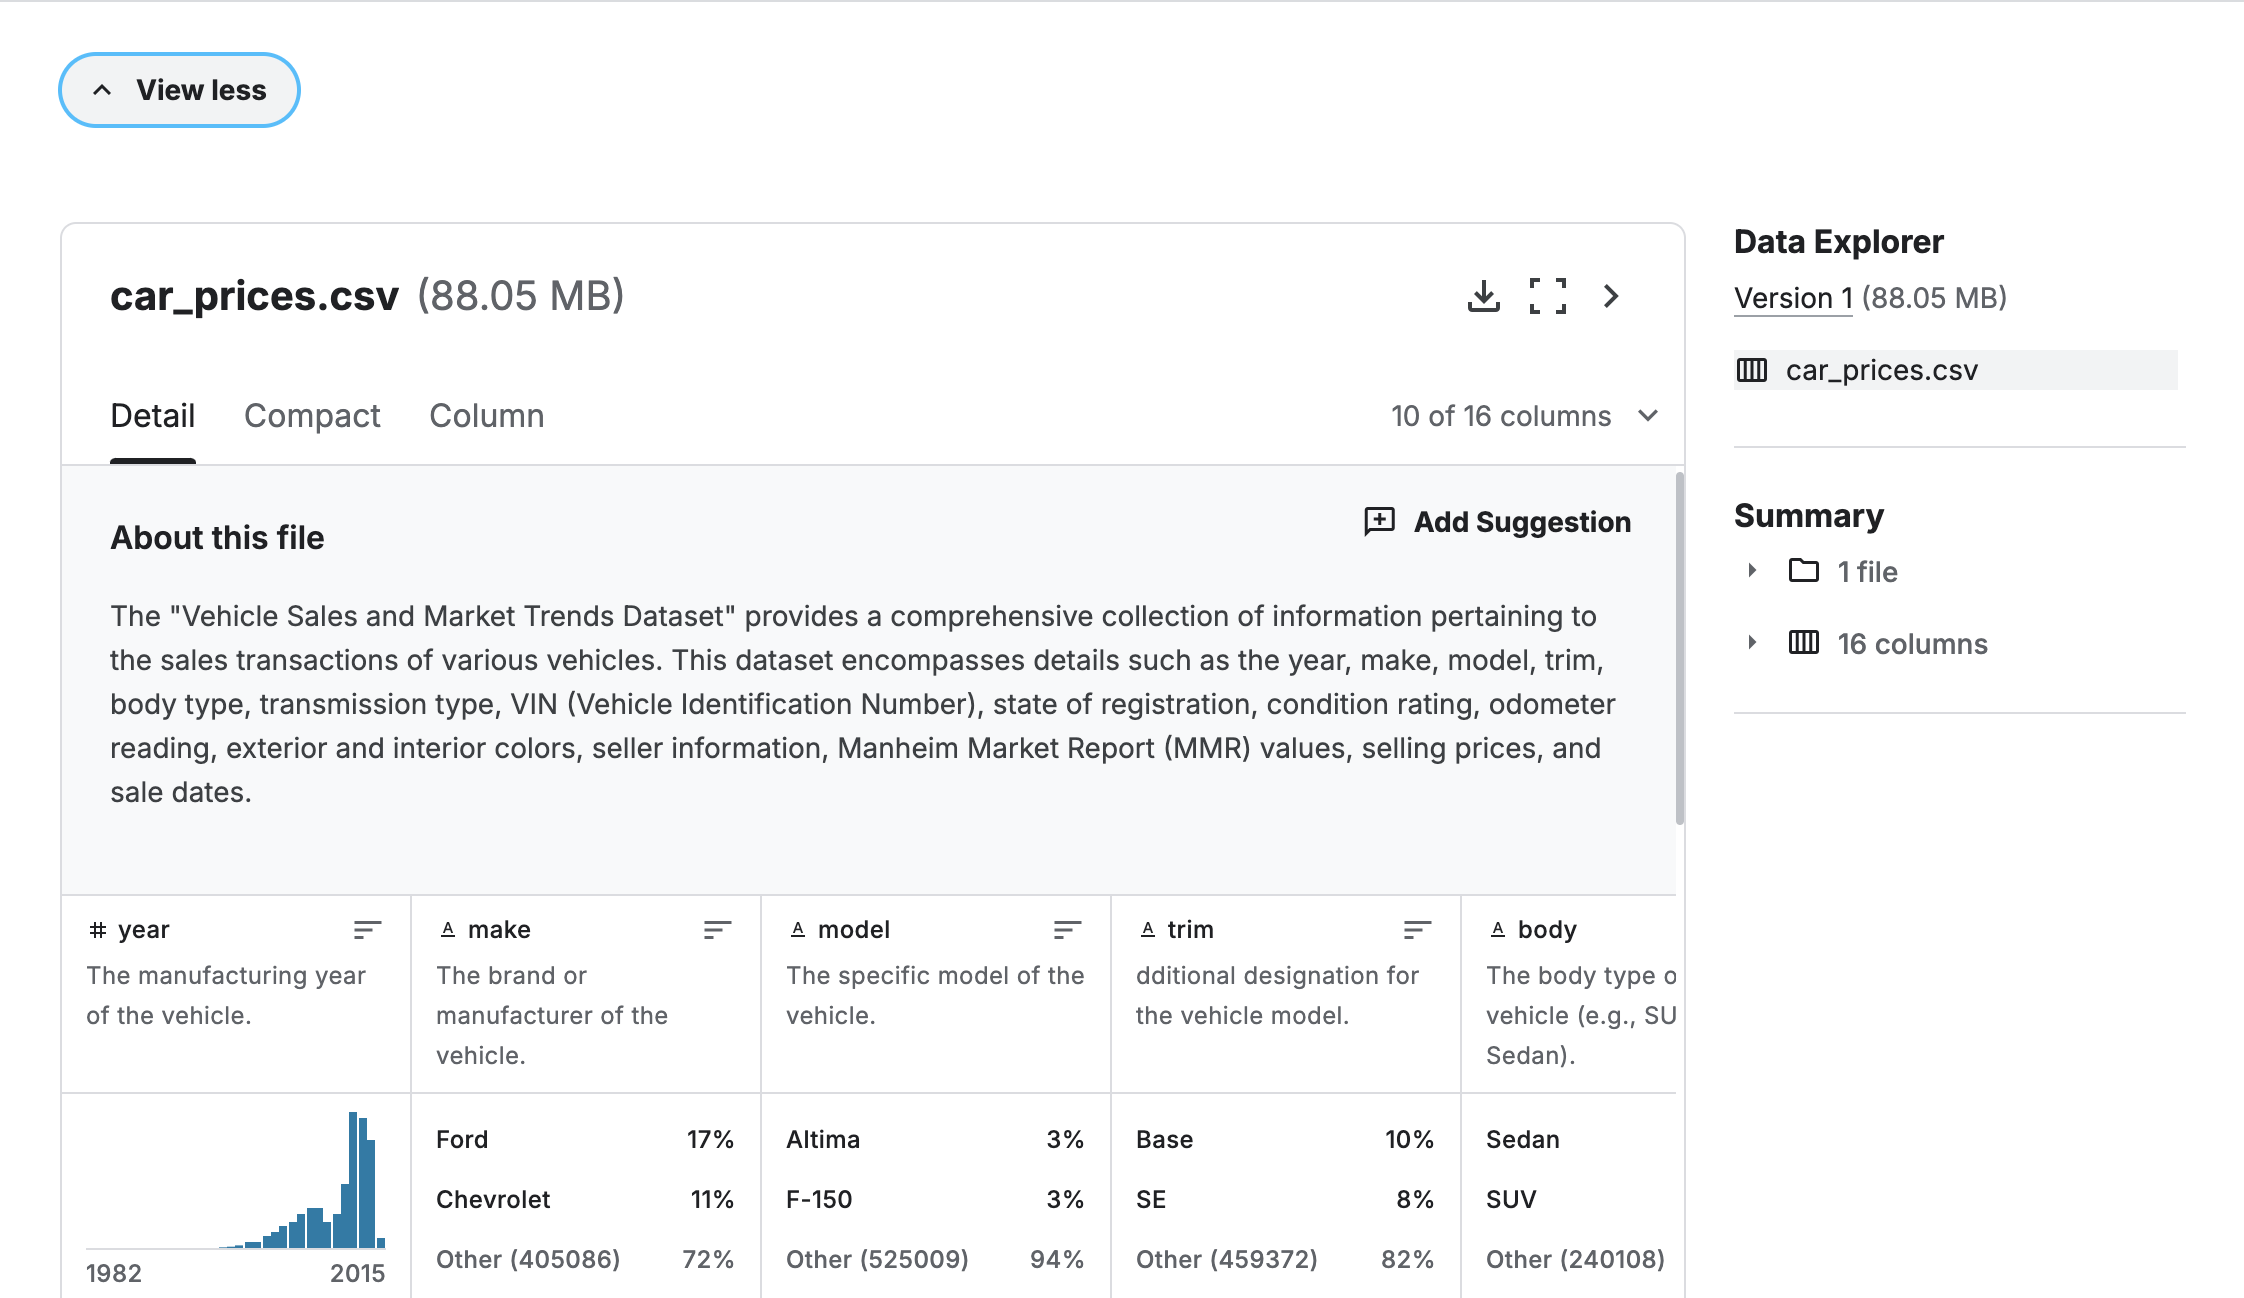 View less
car_prices.csv (88.05 MB)
Detail Compact Column 10 of 16 columns
About this file
Add Suggestion
The "Vehicle Sales and Market Trends Dataset" provides a comprehensive collection of information pertaining to
the sales transactions of various vehicles. This dataset encompasses details such as the year, make, model, trim,
body type, transmission type, VIN (Vehicle Identification Number), state of registration, condition rating, odometer
reading, exterior and interior colors, seller information, Manheim Market Report (MMR) values, selling prices, and
sale dates.
# year
The manufacturing year
of the vehicle.
1982 2015
A make
The brand or
manufacturer of the
vehicle.
Ford 17%
Chevrolet 11%
Other (405086) 72%
A model
The specific model of the
vehicle.
Altima 3%
F-150 3%
Other (525009) 94%
A trim
dditional designation for
the vehicle model.
Base 10%
SE 8%
Other (459372) 82%
A body
The body type o
vehicle (e.g., SU
Sedan).
Sedan
SUV
Other (240108)
Data Explorer
Version 1 (88.05 MB)
car_prices.csv
Summary
1 file
16 columns